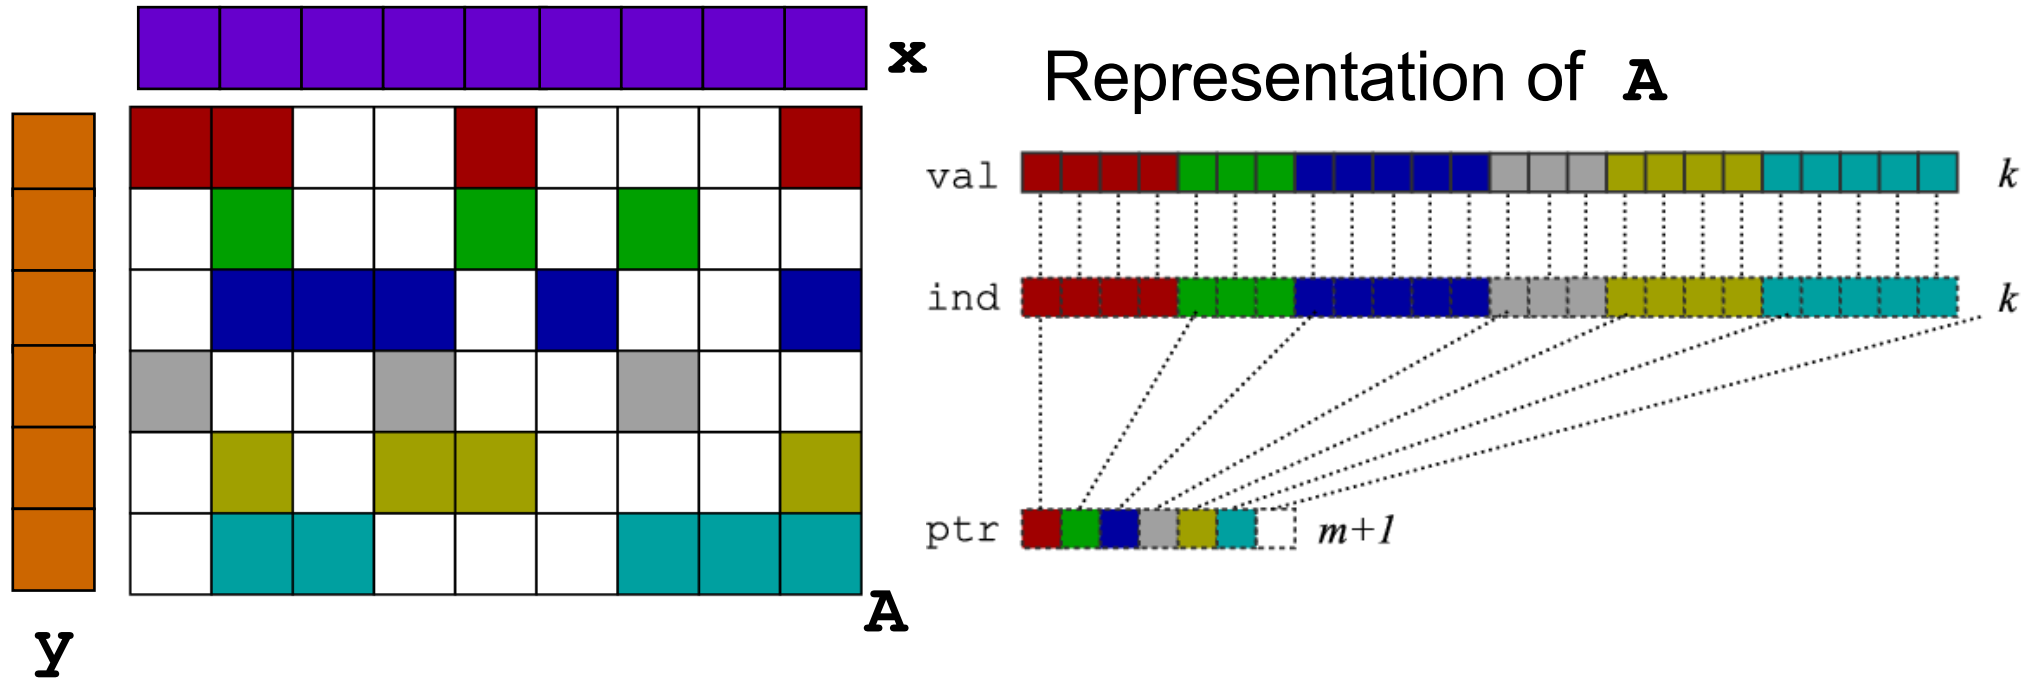 x
Representation of A
val k
ind k
ptr m+1
A
y